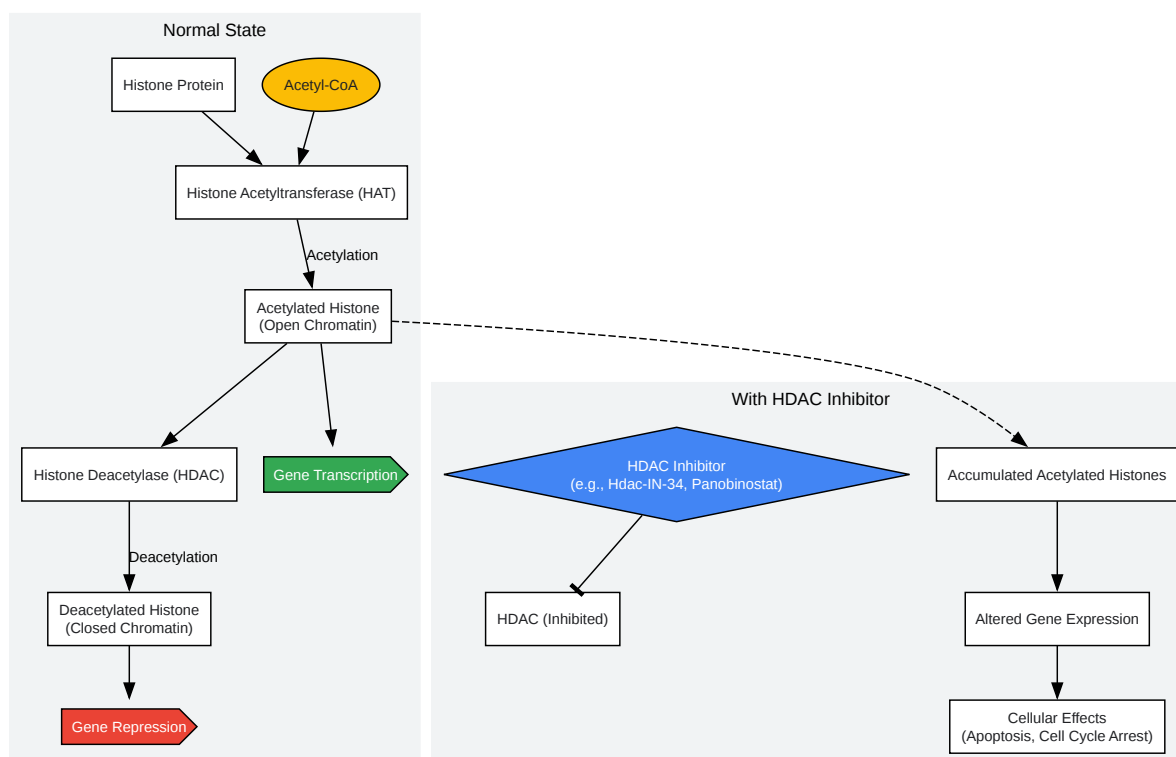 Normal State
Histone Protein
Acetyl-CoA
Histone Acetyltransferase (HAT)
Acetylation
Acetylated Histone
(Open Chromatin)
Histone Deacetylase (HDAC)
Gene Transcription
Deacetylation
Deacetylated Histone
(Closed Chromatin)
Gene Repression
With HDAC Inhibitor
HDAC Inhibitor
(e.g., Hdac-IN-34, Panobinostat)
Accumulated Acetylated Histones
HDAC (Inhibited)
Altered Gene Expression
Cellular Effects
(Apoptosis, Cell Cycle Arrest)